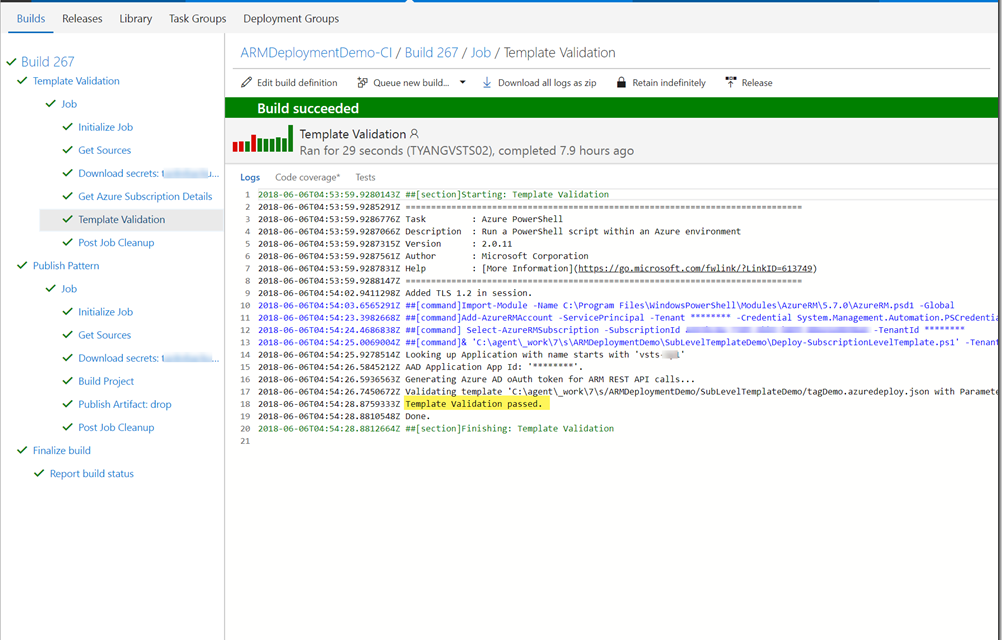 Builds Releases Library Task Groups Deployment Groups
Build 267
Template Validation
Job
Initialize Job
Get Sources
Download secrets: t...
Get Azure Subscription Details
Template Validation
Post Job Cleanup
Publish Pattern
Job
Initialize Job
Get Sources
Download secrets: t...
Build Project
Publish Artifact: drop
Post Job Cleanup
Finalize build
Report build status
ARMDeploymentDemo-CI / Build 267 / Job / Template Validation
Edit build definition Queue new build... Download all logs as zip Retain indefinitely Release
Build succeeded
Template Validation
Ran for 29 seconds (TYANGVSTS02), completed 7.9 hours ago
Logs Code coverage* Tests
1 2018-06-06T04:53:59.9280143Z ##[section]Starting: Template Validation
2 2018-06-06T04:53:59.9285291Z ==============================================================================
3 2018-06-06T04:53:59.9286776Z Task : Azure PowerShell
4 2018-06-06T04:53:59.9287066Z Description : Run a PowerShell script within an Azure environment
5 2018-06-06T04:53:59.9287315Z Version : 2.0.11
6 2018-06-06T04:53:59.9287561Z Author : Microsoft Corporation
7 2018-06-06T04:53:59.9287831Z Help : [More Information](https://go.microsoft.com/fwlink/?LinkID=613749)
8 2018-06-06T04:53:59.9288147Z ==============================================================================
9 2018-06-06T04:54:02.9411298Z Added TLS 1.2 in session.
10 2018-06-06T04:54:03.6565291Z ##[command]Import-Module -Name C:\Program Files\WindowsPowerShell\Modules\AzureRM\5.7.0\AzureRM.psd1 -Global
11 2018-06-06T04:54:23.3982668Z ##[command]Add-AzureRMAccount -ServicePrincipal -Tenant ******** -Credential System.Management.Automation.PSCredentia
12 2018-06-06T04:54:24.4686838Z ##[command] Select-AzureRMSubscription -SubscriptionId -TenantId ********
13 2018-06-06T04:54:25.0069004Z ##[command]& 'C:\agent\_work\7\s\ARMDeploymentDemo\SubLevelTemplateDemo\Deploy-SubscriptionLevelTemplate.ps1' -Tenan
14 2018-06-06T04:54:25.9278514Z Looking up Application with name starts with 'vsts-'
15 2018-06-06T04:54:26.5845212Z AAD Application App Id: '********'.
16 2018-06-06T04:54:26.5936563Z Generating Azure AD oAuth token for ARM REST API calls...
17 2018-06-06T04:54:26.7450672Z Validating template 'C:\agent\_work\7\s/ARMDeploymentDemo/SubLevelTemplateDemo/tagDemo.azuredeploy.json with Paramete
18 2018-06-06T04:54:28.8759333Z Template Validation passed.
19 2018-06-06T04:54:28.8810548Z Done.
20 2018-06-06T04:54:28.8812664Z ##[section]Finishing: Template Validation
21